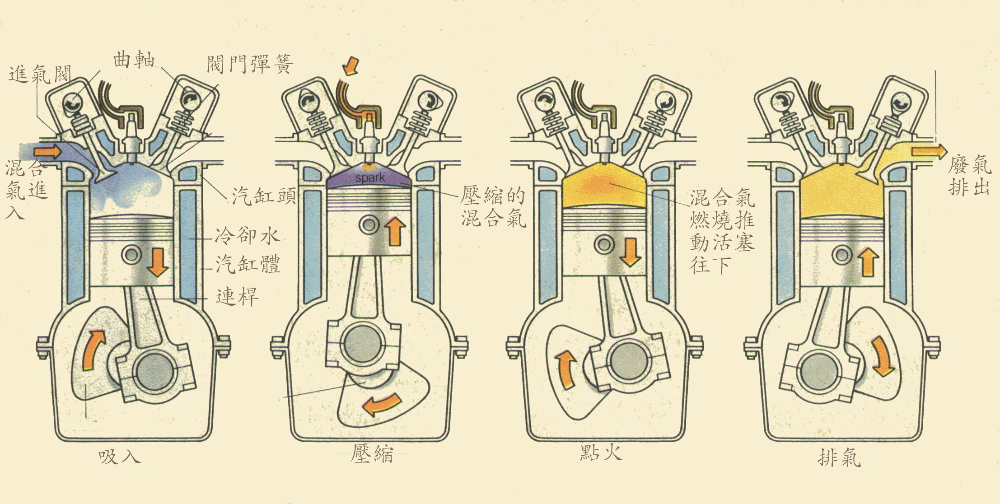 曲軸
閥門彈簧
進氣閥
混合
氣進
入
汽缸頭
冷卻水
汽缸體
連桿
吸入
spark
壓縮的
混合氣
壓縮
混合氣
燃燒推
動活塞
往下
點火
廢氣
排出
排氣